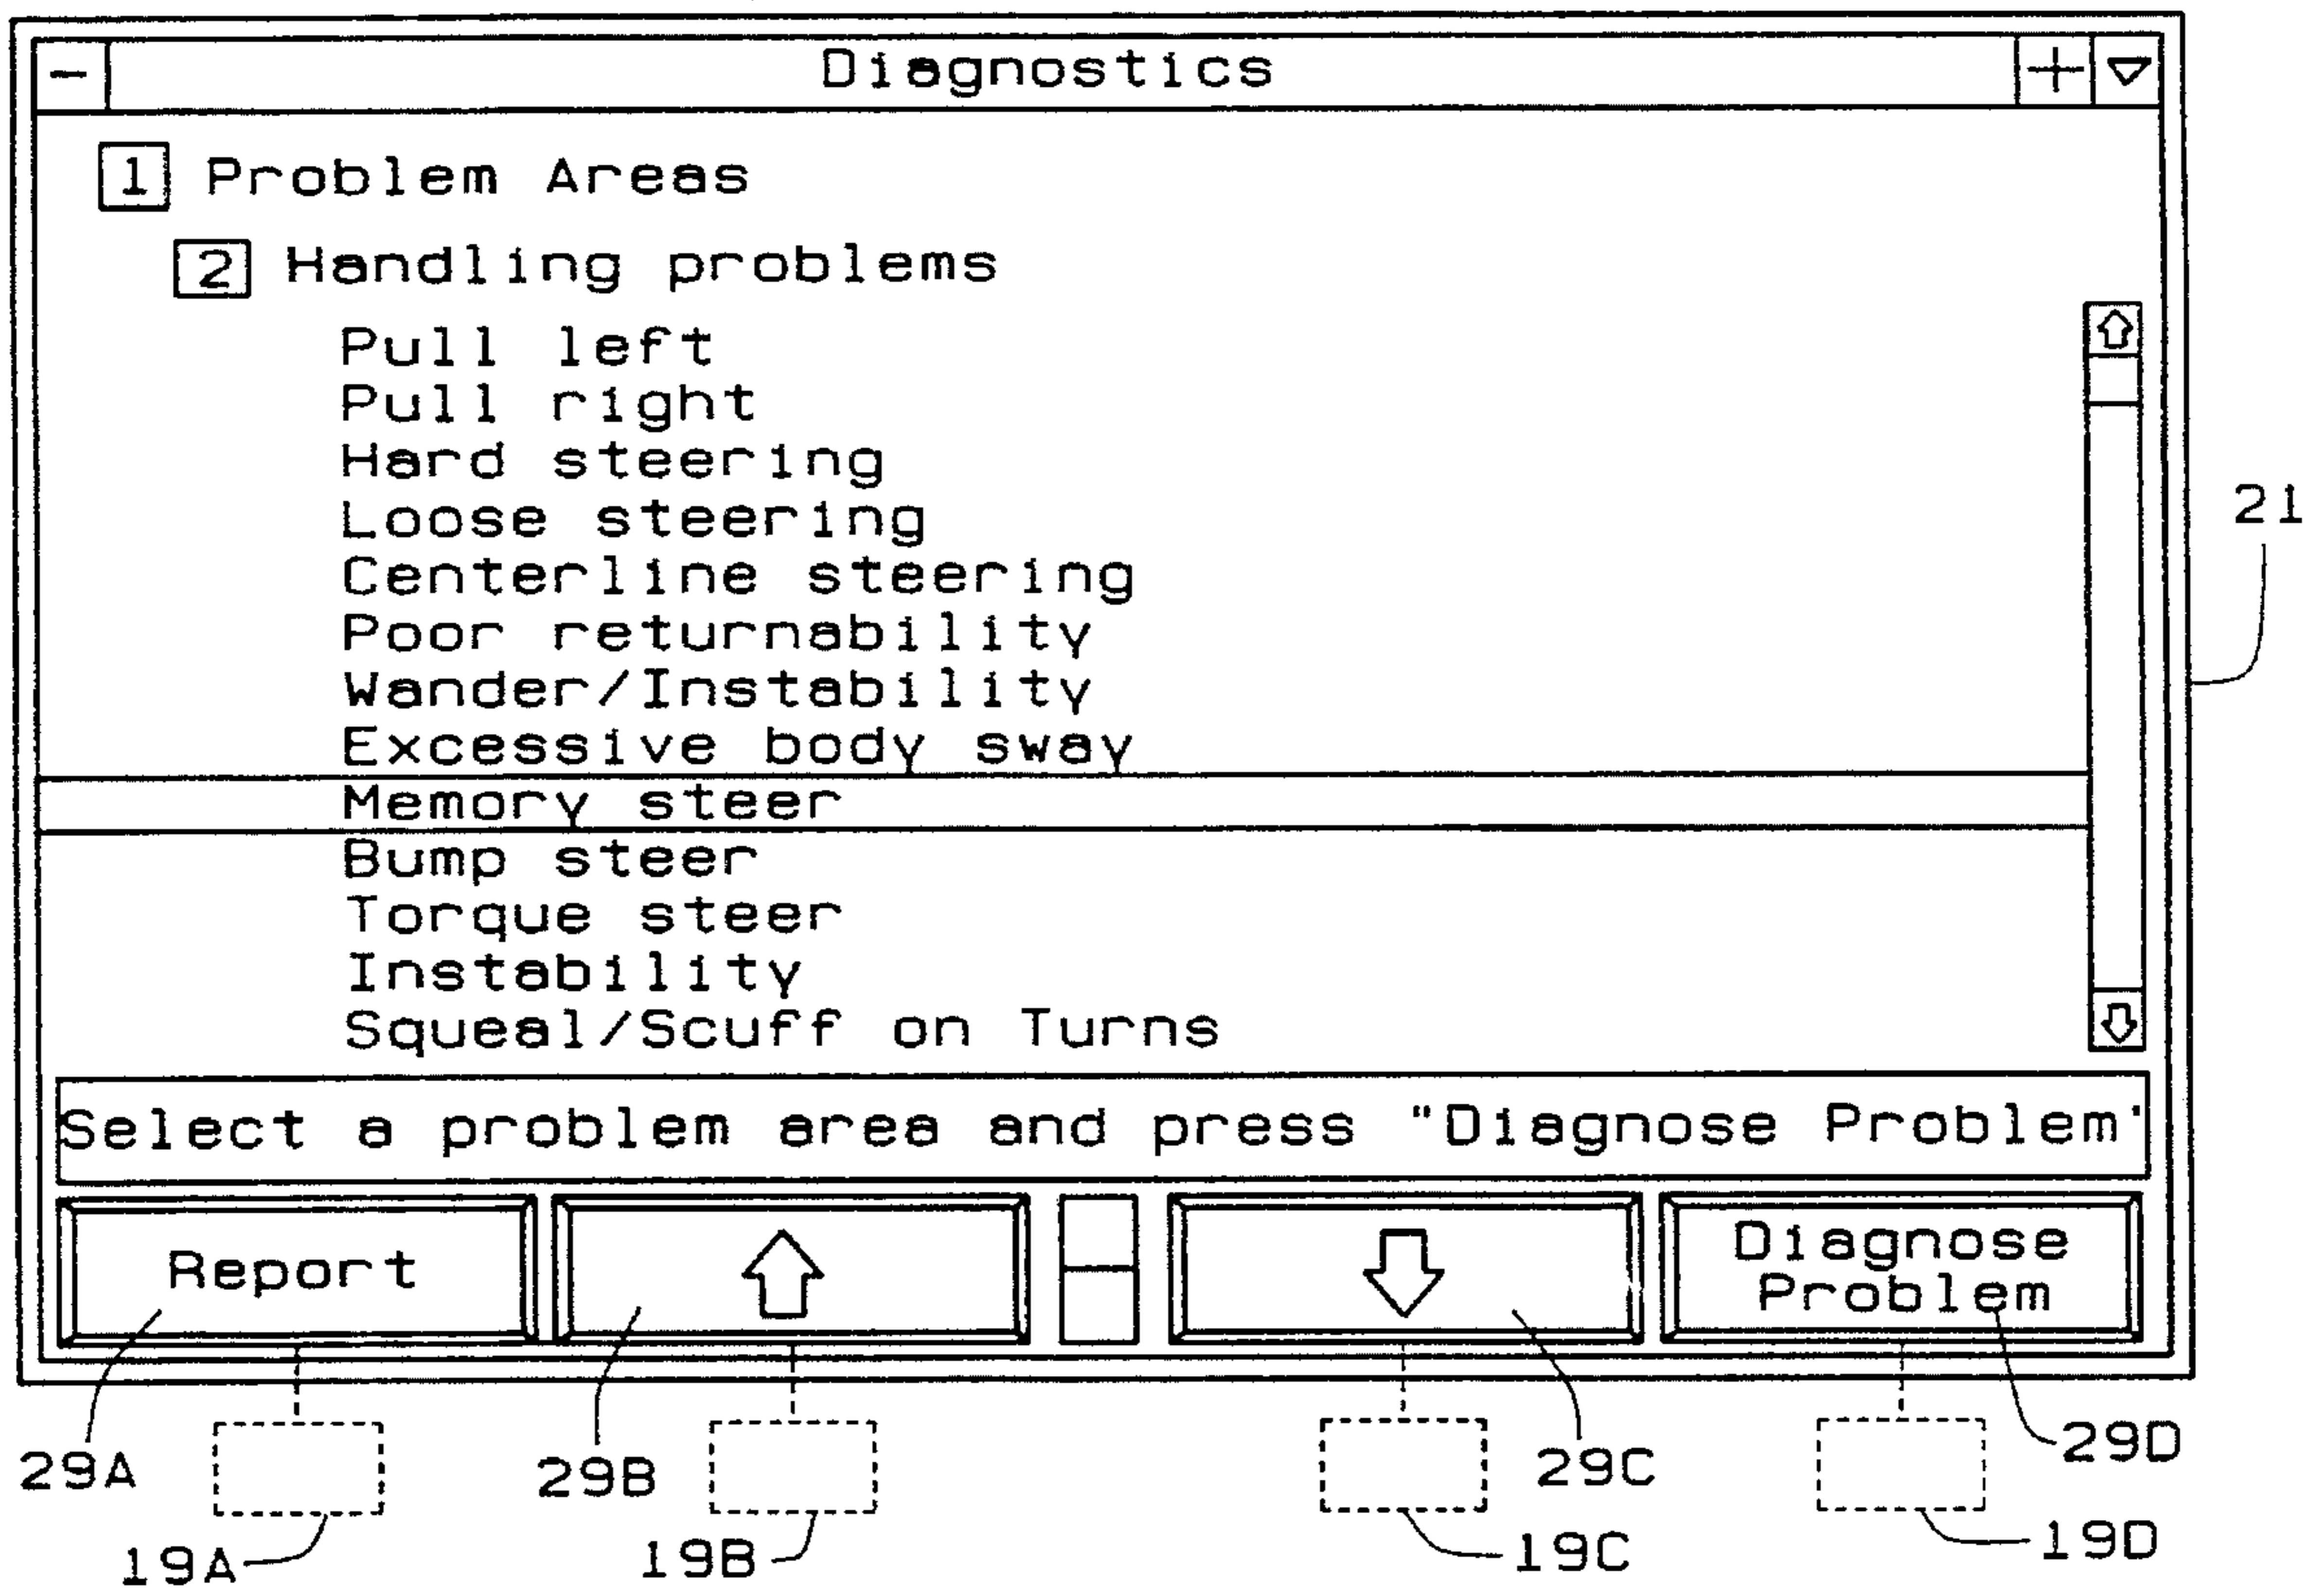 Diagnostics
1 Problem Areas
2 Handling problems
Pull left
Pull right
Hard steering
Loose steering
Centerline steering
Poor returnability
Wander/Instability
Excessive body sway
Memory steer
Bump steer
Torque steer
Instability
Squeal/Scuff on Turns
21
Select a problem area and press "Diagnose Problem'
Report
Diagnose
Problem
29A
29B
29C
29D
19A
19B
19C
19D